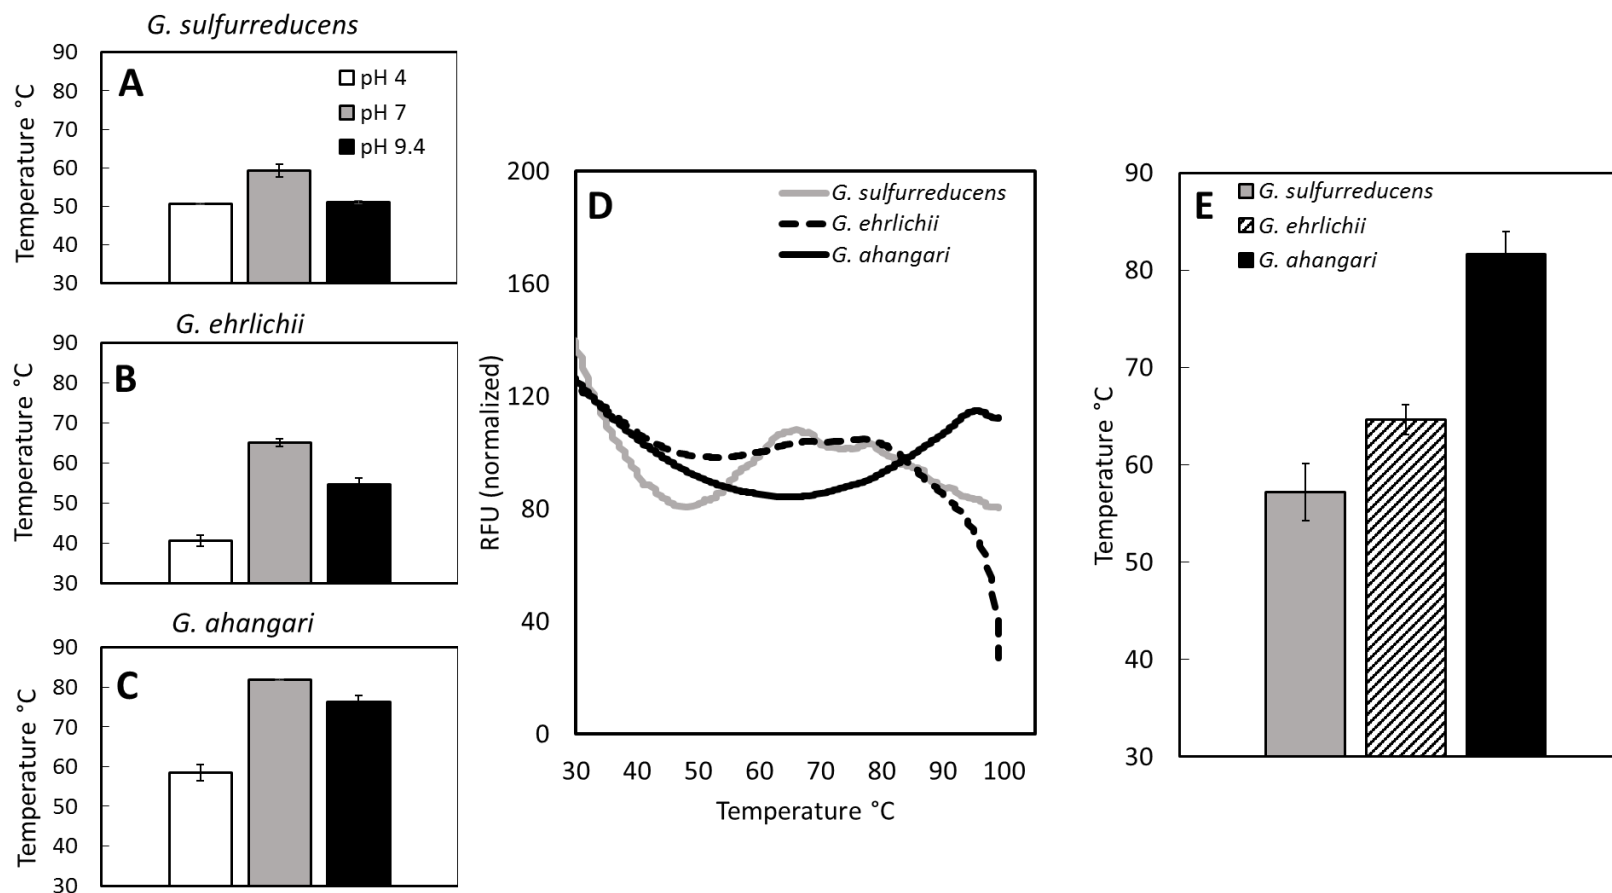 G. sulfurreducens
A
pH 4
pH 7
pH 9.4
90
80
70
60
50
40
30
Temperature °C
G. ehrlichii
B
90
80
70
60
50
40
30
Temperature °C
G. ahangari
C
90
80
70
60
50
40
30
Temperature °C
D
G. sulfurreducens
G. ehrlichii
G. ahangari
200
160
120
80
40
0
RFU (normalized)
30 40 50 60 70 80 90 100
Temperature °C
E
G. sulfurreducens
G. ehrlichii
G. ahangari
90
80
70
60
50
40
30
Temperature °C